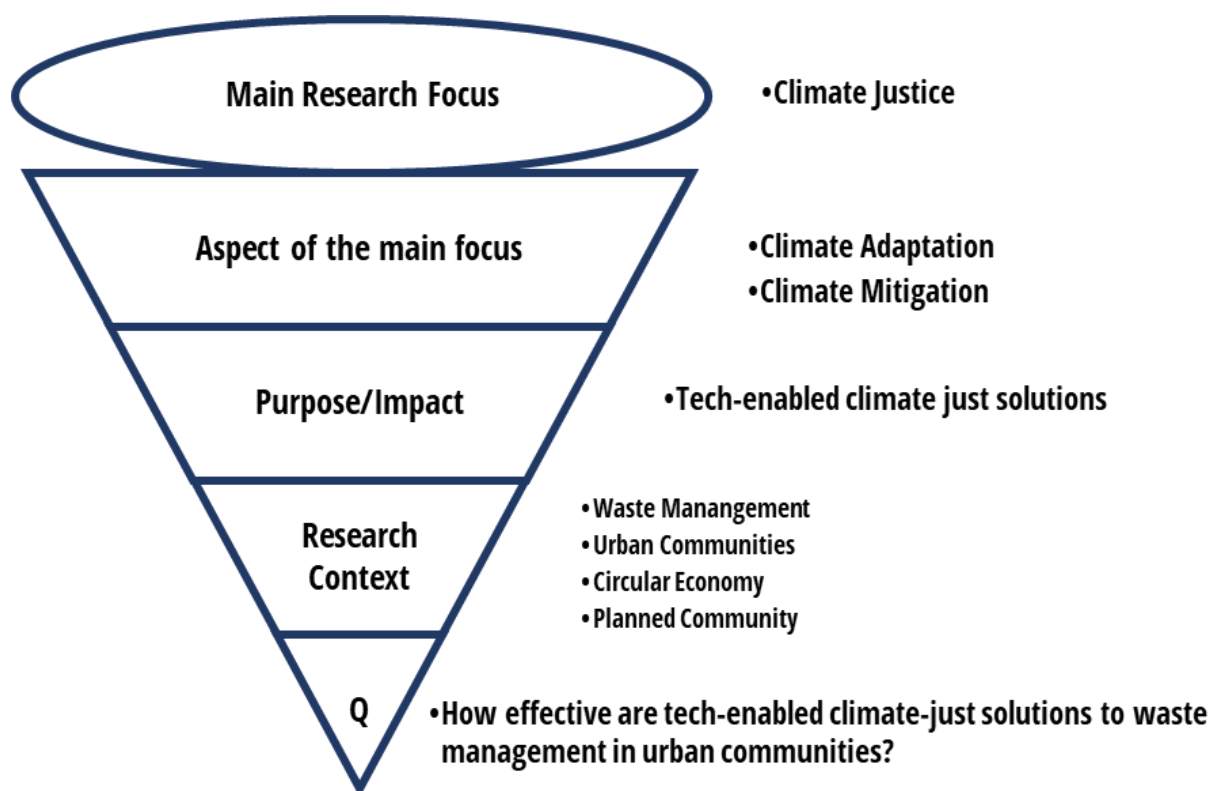 Main Research Focus
•Climate Justice
Aspect of the main focus
•Climate Adaptation
•Climate Mitigation
Purpose/Impact
•Tech-enabled climate just solutions
Research
Context
•Waste Manangement
•Urban Communities
•Circular Economy
•Planned Community
Q
•How effective are tech-enabled climate-just solutions to waste
management in urban communities?